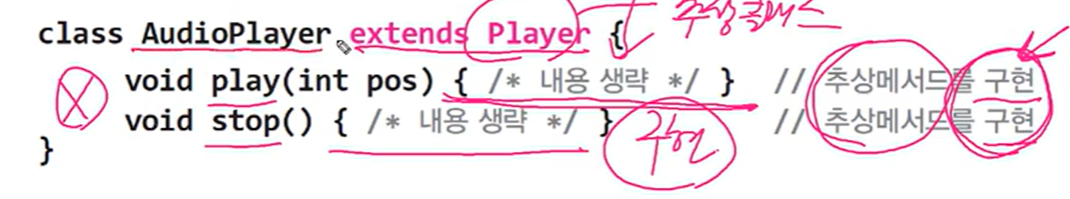 추상클래스
class AudioPlayer extends Player {
void play(int pos) { /* 내용 생략 */ } // 추상메서드를 구현
void stop() { /* 내용 생략 */ } // 추상메서드를 구현
구현
}